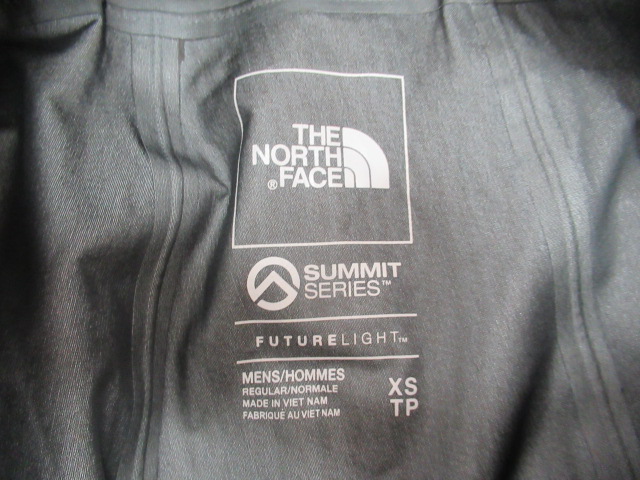 THE
NORTH
FACE
®
SUMMIT
SERIES™
FUTURELIGHT™
MENS/HOMMES
REGULAR/NORMALE
MADE IN VIET NAM
FABRIQUÉ AU VIET NAM
XS
TP